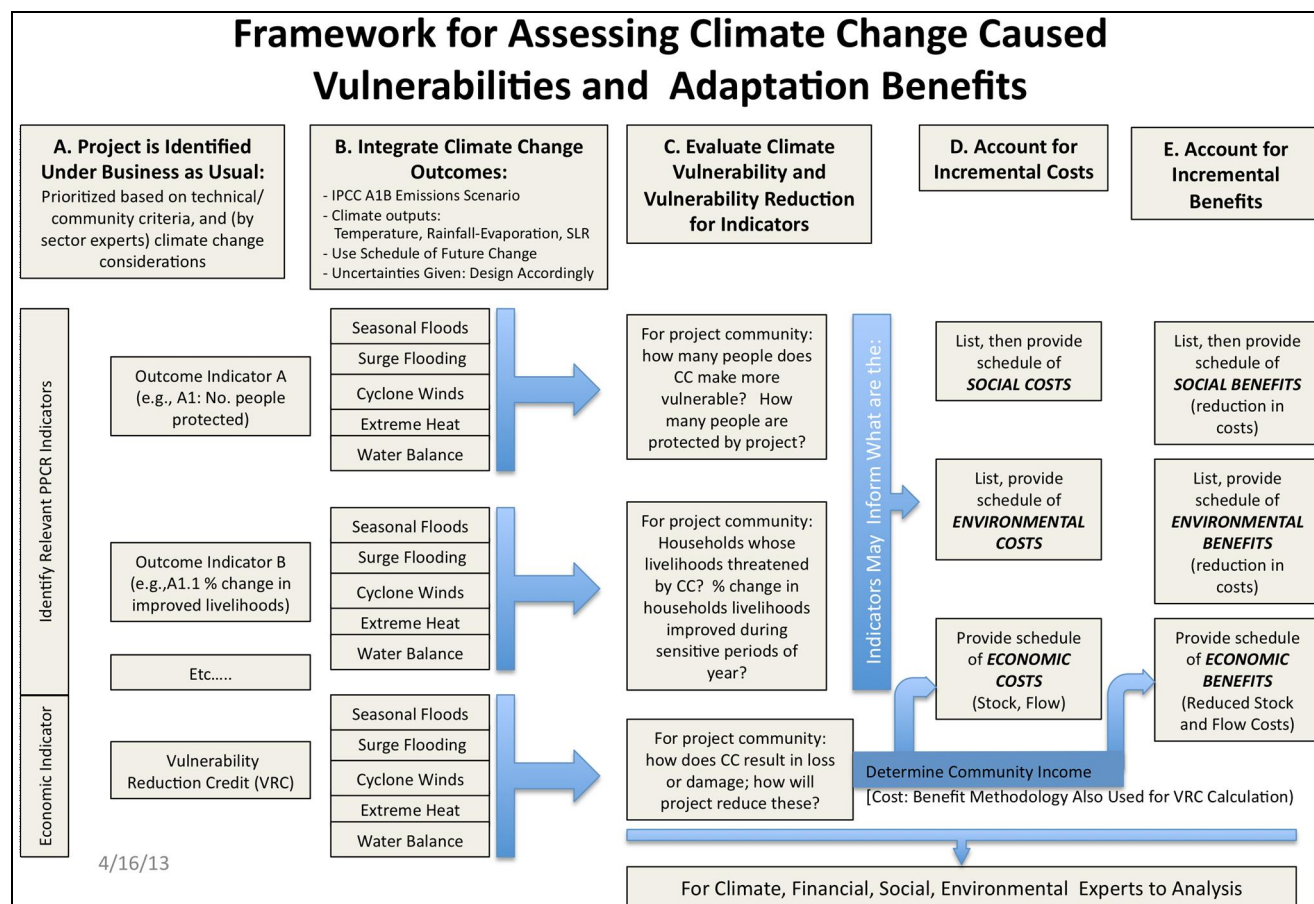 Framework for Assessing Climate Change Caused
Vulnerabilities and Adaptation Benefits
A. Project is Identified
Under Business as Usual:
Prioritized based on technical/
community criteria, and (by
sector experts) climate change
considerations
B. Integrate Climate Change
Outcomes:
- IPCC A1B Emissions Scenario
- Climate outputs:
Temperature, Rainfall-Evaporation, SLR
- Use Schedule of Future Change
- Uncertainties Given: Design Accordingly
C. Evaluate Climate
Vulnerability and
Vulnerability Reduction
for Indicators
D. Account for
Incremental Costs
E. Account for
Incremental
Benefits
Identify Relevant PPCR Indicators
Outcome Indicator A
(e.g., A1: No. people
protected)
Seasonal Floods
Surge Flooding
Cyclone Winds
Extreme Heat
Water Balance
For project community:
how many people does
CC make more
vulnerable? How
many people are
protected by project?
Indicators May Inform What are the:
List, then provide
schedule of
SOCIAL COSTS
List, then provide
schedule of
SOCIAL BENEFITS
(reduction in
costs)
Outcome Indicator B
(e.g.,A1.1 % change in
improved livelihoods)
Etc.....
Seasonal Floods
Surge Flooding
Cyclone Winds
Extreme Heat
Water Balance
For project community:
Households whose
livelihoods threatened
by CC? % change in
households livelihoods
improved during
sensitive periods of
year?
List, provide
schedule of
ENVIRONMENTAL
COSTS
List, provide
schedule of
ENVIRONMENTAL
BENEFITS
(reduction in
costs)
Economic Indicator
Vulnerability
Reduction Credit (VRC)
Seasonal Floods
Surge Flooding
Cyclone Winds
Extreme Heat
Water Balance
For project community:
how does CC result in loss
or damage; how will
project reduce these?
Provide schedule
of ECONOMIC
COSTS
(Stock, Flow)
Provide schedule
of ECONOMIC
BENEFITS
(Reduced Stock
and Flow Costs)
Determine Community Income
[Cost: Benefit Methodology Also Used for VRC Calculation)
4/16/13
For Climate, Financial, Social, Environmental Experts to Analysis